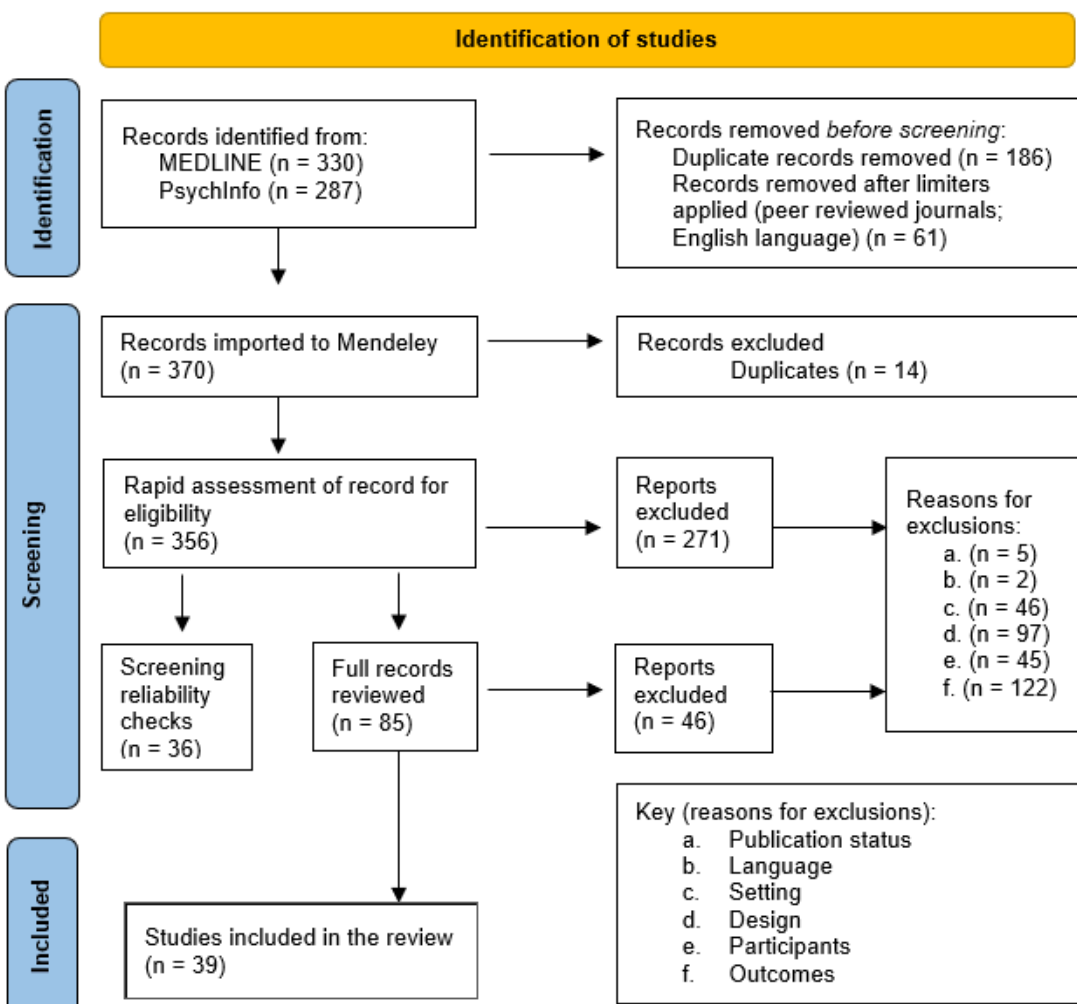 Identification of studies
Identification
Records identified from:
MEDLINE (n = 330)
PsychInfo (n = 287)
Records removed before screening:
Duplicate records removed (n = 186)
Records removed after limiters
applied (peer reviewed journals;
English language) (n = 61)
Screening
Records imported to Mendeley
(n = 370)
Records excluded
Duplicates (n = 14)
Rapid assessment of record for
eligibility
(n = 356)
Reports
excluded
(n = 271)
Reasons for
exclusions:
a. (n = 5)
b. (n = 2)
c. (n = 46)
d. (n = 97)
e. (n = 45)
f. (n = 122)
Screening
reliability
checks
(n = 36)
Full records
reviewed
(n = 85)
Reports
excluded
(n = 46)
Key (reasons for exclusions):
a. Publication status
b. Language
c. Setting
d. Design
e. Participants
f. Outcomes
Included
Studies included in the review
(n = 39)